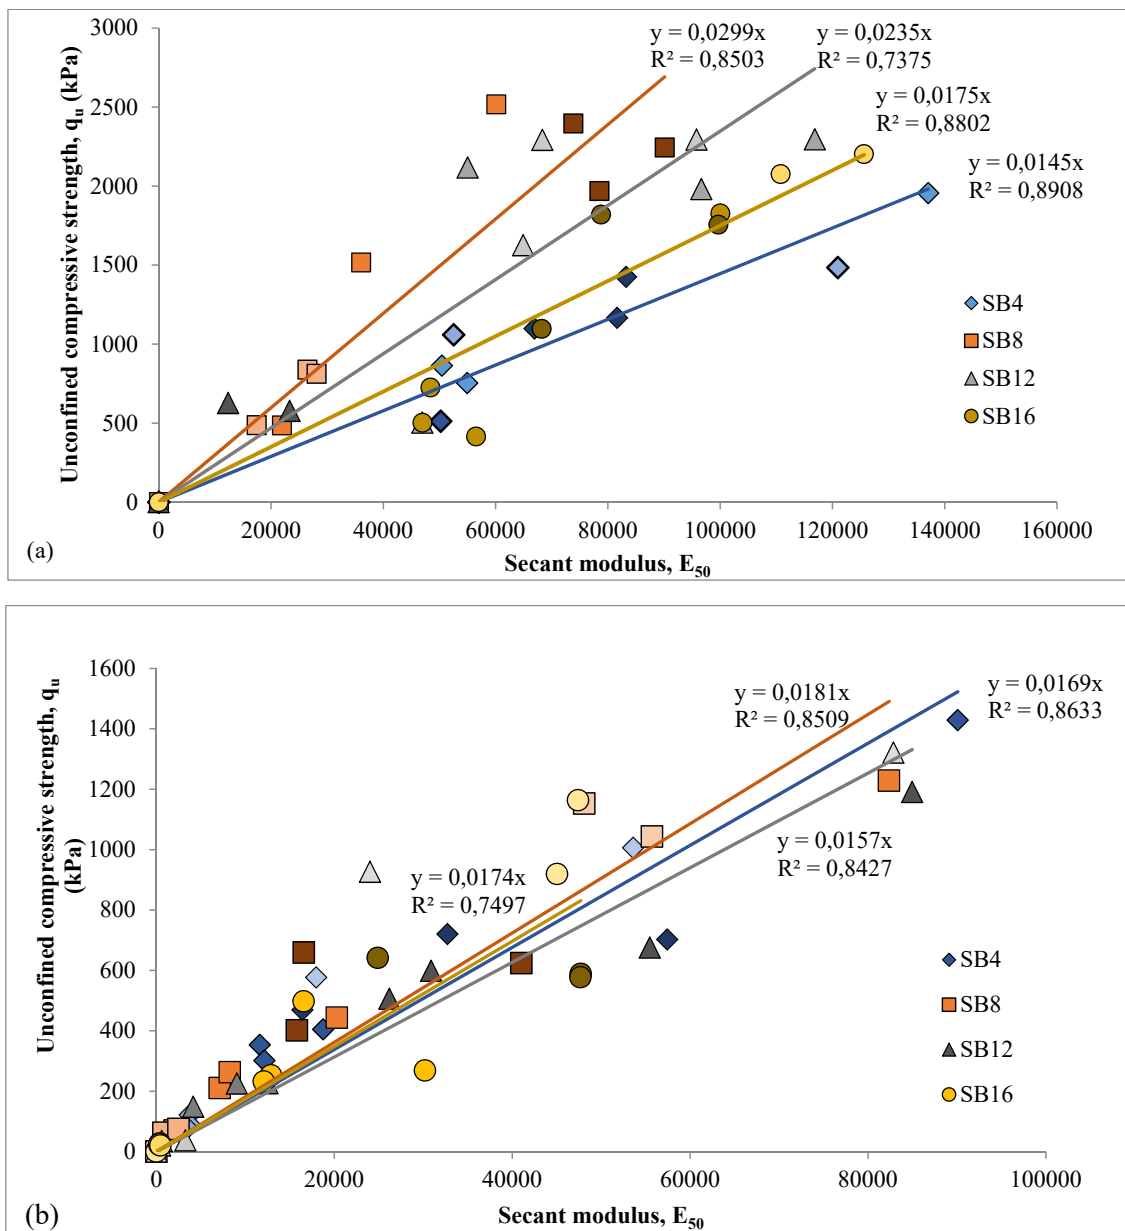 Unconfined compressive strength, qu (kPa)
3000
2500
2000
1500
1000
500
0
y = 0,0299x
R² = 0,8503
y = 0,0235x
R² = 0,7375
y = 0,0175x
R² = 0,8802
y = 0,0145x
R² = 0,8908
SB4
SB8
SB12
SB16
0 20000 40000 60000 80000 100000 120000 140000 160000
Secant modulus, E50
(a)
Unconfined compressive strength, qu
(kPa)
1600
1400
1200
1000
800
600
400
200
0
y = 0,0181x
R² = 0,8509
y = 0,0169x
R² = 0,8633
y = 0,0157x
R² = 0,8427
y = 0,0174x
R² = 0,7497
SB4
SB8
SB12
SB16
0 20000 40000 60000 80000 100000
Secant modulus, E50
(b)